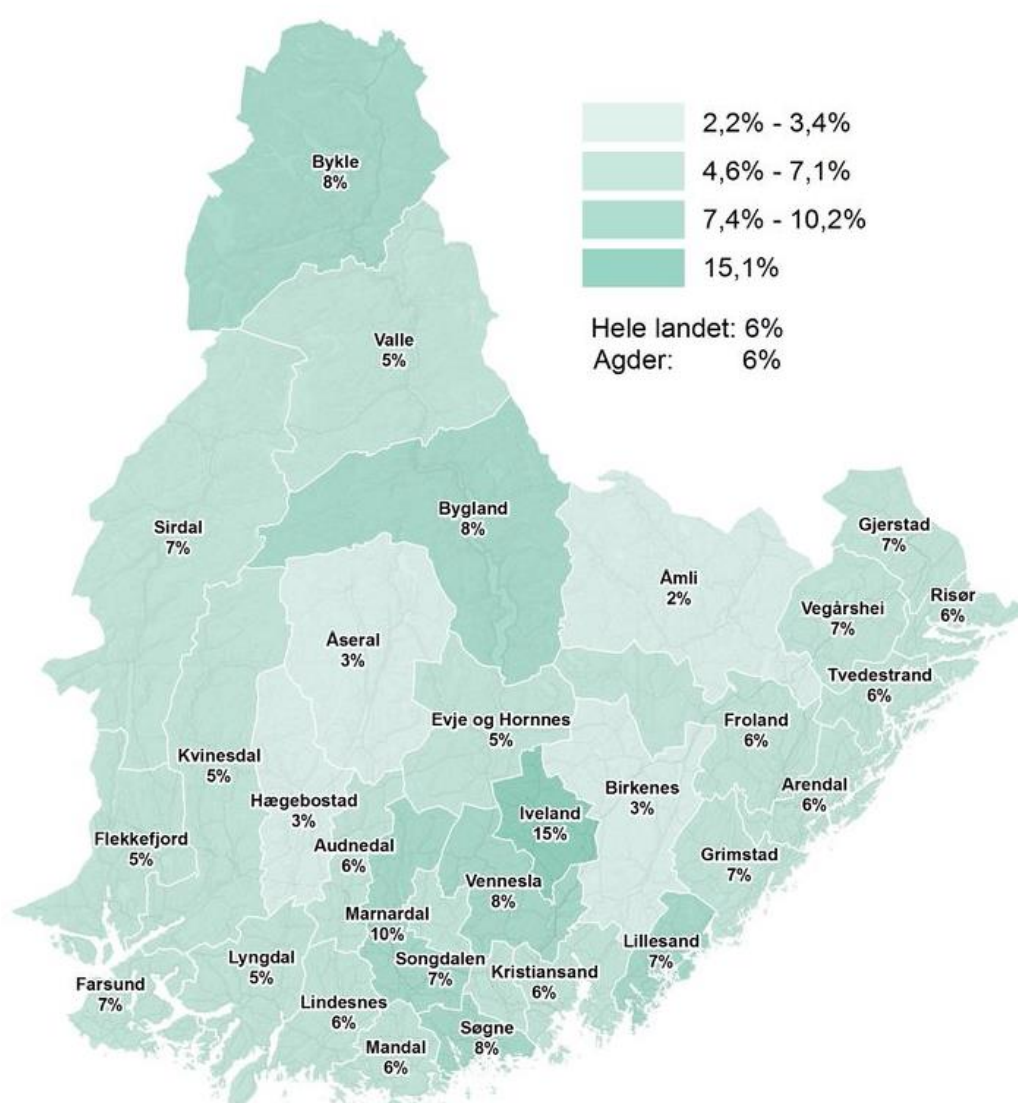 2,2% - 3,4%
4,6% - 7,1%
7,4% - 10,2%
15,1%
Hele landet: 6%
Agder: 6%
Bykle
8%
Valle
5%
Sirdal
7%
Bygland
8%
Gjerstad
7%
Åmli
2%
Risør
6%
Vegårshei
7%
Åseral
3%
Tvedestrand
6%
Evje og Hornnes
5%
Froland
6%
Kvinesdal
5%
Arendal
6%
Birkenes
3%
Hægebostad
3%
Iveland
15%
Flekkefjord
5%
Audnedal
6%
Grimstad
7%
Vennesla
8%
Marnardal
10%
Lillesand
7%
Songdalen
7%
Kristiansand
6%
Lyngdal
5%
Farsund
7%
Lindesnes
6%
Søgne
8%
Mandal
6%